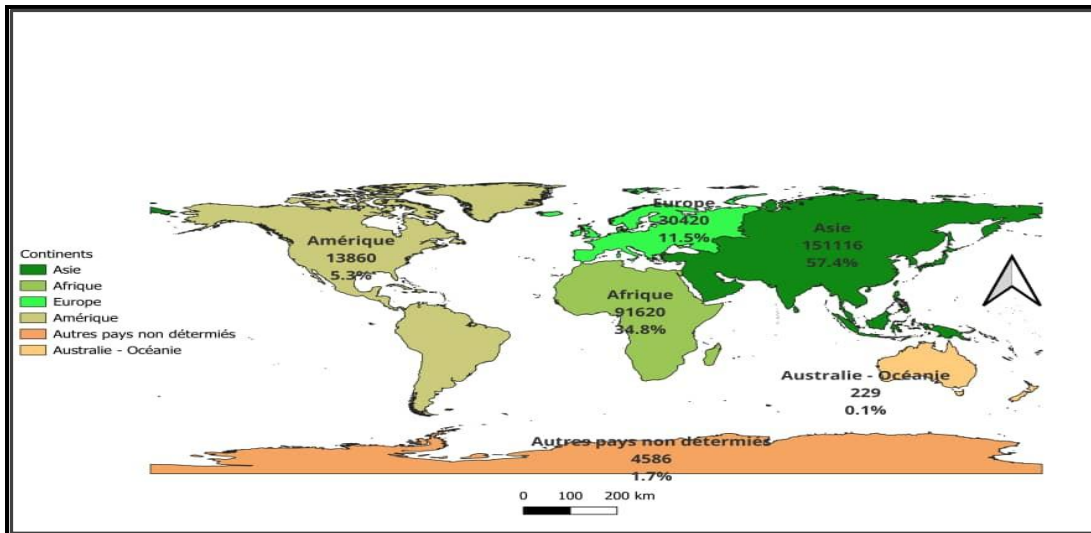 Europe
30420
11.5%
Asie
151116
57.4%
Amérique
13860
5.3%
Afrique
91620
34.8%
Continents
Asie
Afrique
Europe
Amérique
Autres pays non détermiés
Australie - Océanie
Australie - Océanie
229
0.1%
Autres pays non détermiés
4586
1.7%
0 100 200 km